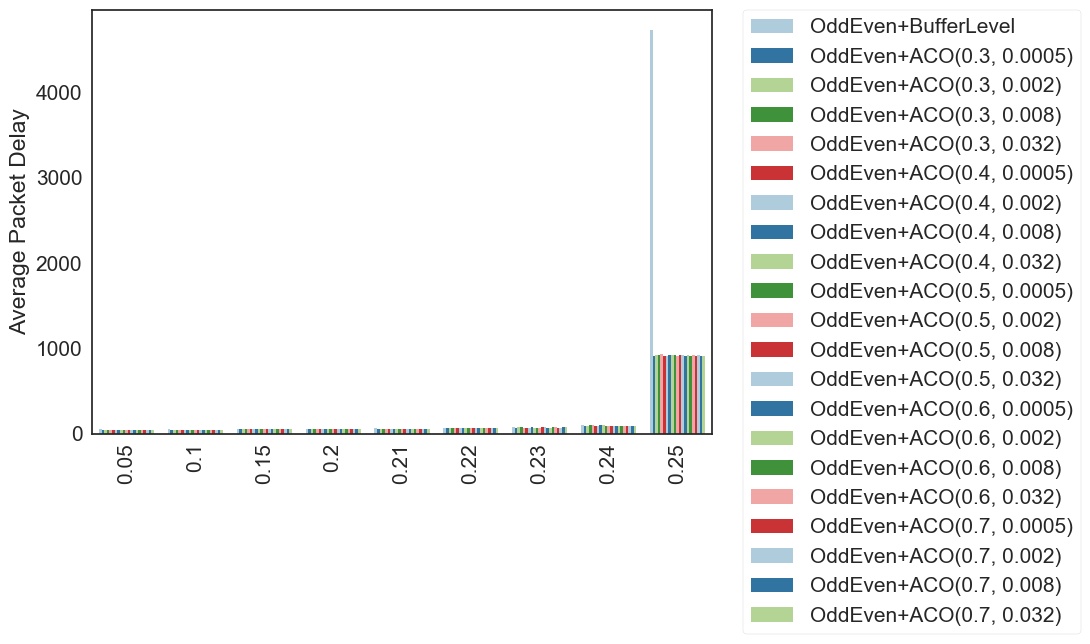 Average Packet Delay
4000
3000
2000
1000
0
0.05
0.1
0.15
0.2
0.21
0.22
0.23
0.24
0.25
OddEven+BufferLevel
OddEven+ACO(0.3, 0.0005)
OddEven+ACO(0.3, 0.002)
OddEven+ACO(0.3, 0.008)
OddEven+ACO(0.3, 0.032)
OddEven+ACO(0.4, 0.0005)
OddEven+ACO(0.4, 0.002)
OddEven+ACO(0.4, 0.008)
OddEven+ACO(0.4, 0.032)
OddEven+ACO(0.5, 0.0005)
OddEven+ACO(0.5, 0.002)
OddEven+ACO(0.5, 0.008)
OddEven+ACO(0.5, 0.032)
OddEven+ACO(0.6, 0.0005)
OddEven+ACO(0.6, 0.002)
OddEven+ACO(0.6, 0.008)
OddEven+ACO(0.6, 0.032)
OddEven+ACO(0.7, 0.0005)
OddEven+ACO(0.7, 0.002)
OddEven+ACO(0.7, 0.008)
OddEven+ACO(0.7, 0.032)